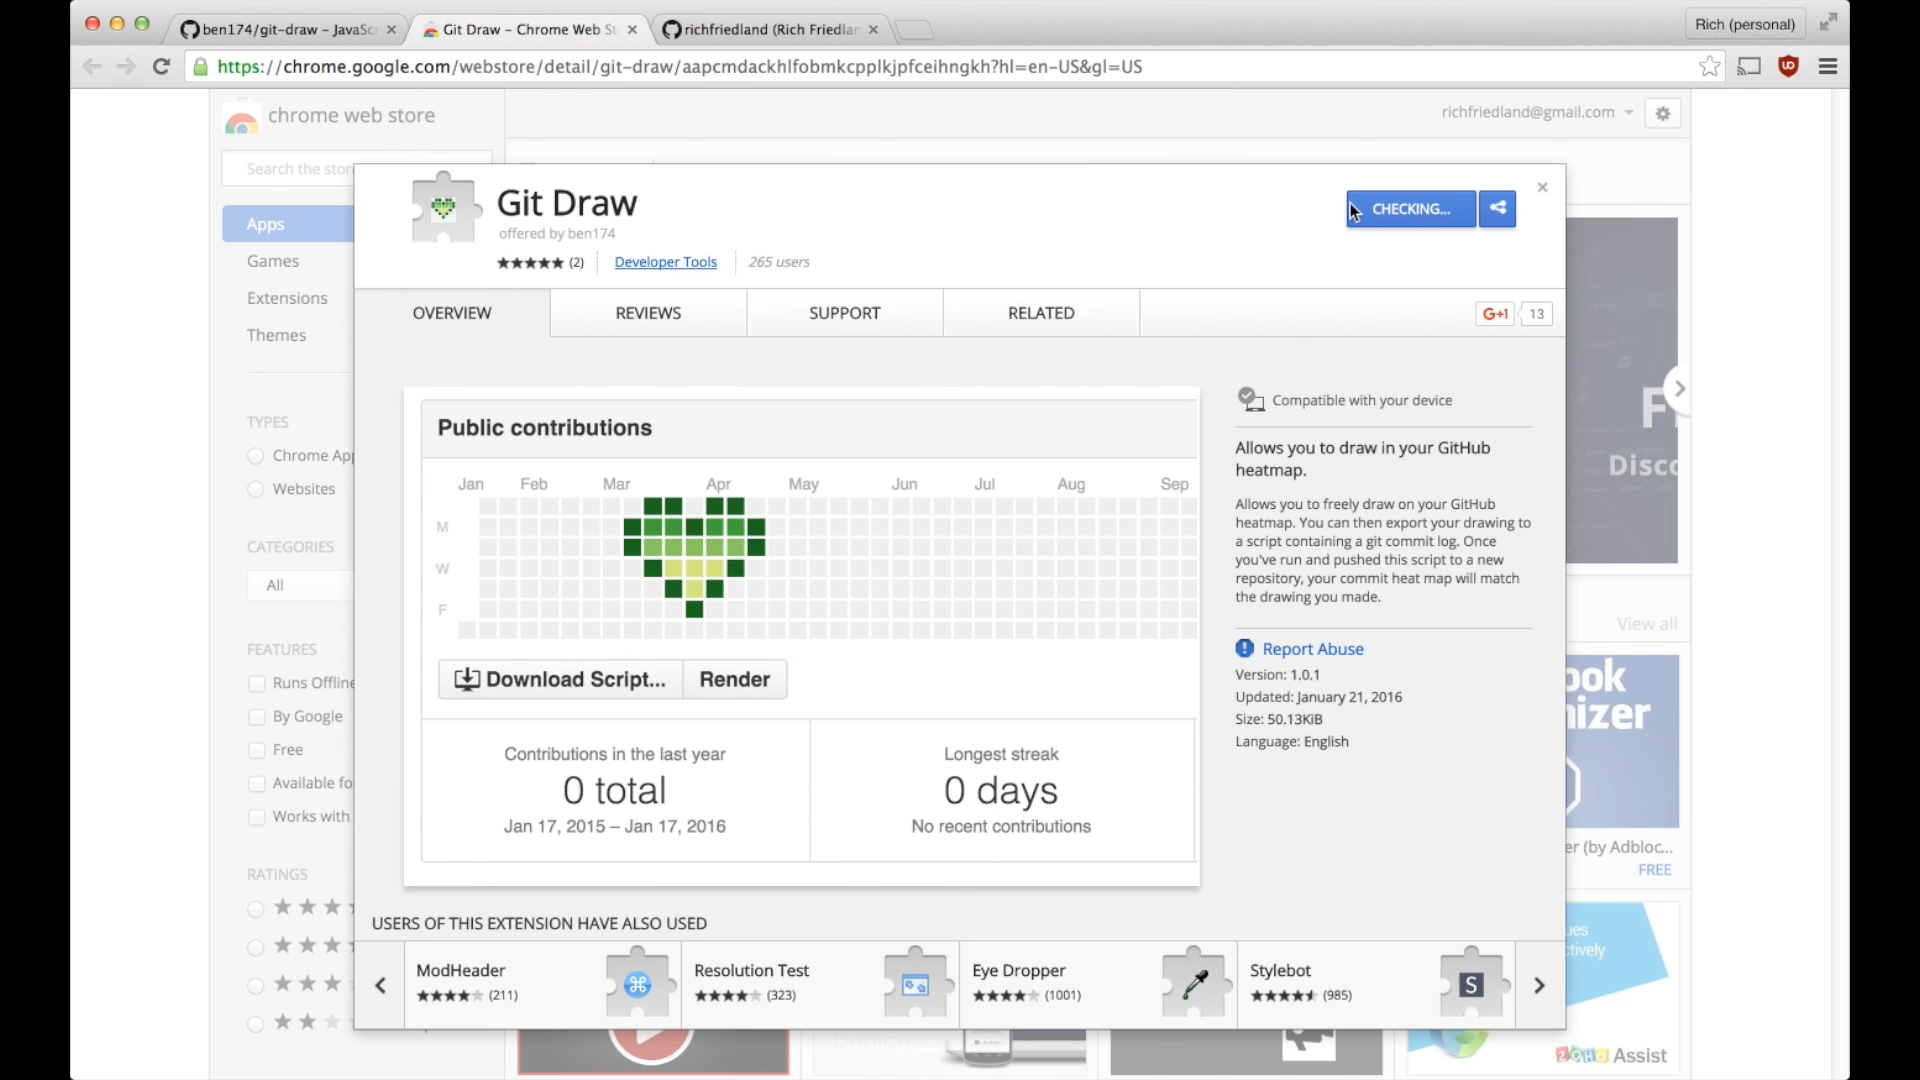 ben174/git-draw – JavaSc
Git Draw – Chrome Web St
richfriedland (Rich Friedlan
Rich (personal)
https://chrome.google.com/webstore/detail/git-draw/aapcmdackhlfobmkcpplkjpfceihngkh?hl=en-US&gl=US
chrome web store
richfriedland@gmail.com
Search the stor
Apps
Games
Extensions
Themes
TYPES
Chrome App
Websites
CATEGORIES
All
FEATURES
Runs Offline
By Google
Free
Available fo
Works with
RATINGS
Git Draw
offered by ben174
★★★★★ (2)
Developer Tools
265 users
CHECKING...
OVERVIEW
REVIEWS
SUPPORT
RELATED
G+1
13
Public contributions
Jan Feb Mar Apr May Jun Jul Aug Sep
M
W
F
Download Script...
Render
Contributions in the last year
0 total
Jan 17, 2015 – Jan 17, 2016
Longest streak
0 days
No recent contributions
Compatible with your device
Allows you to draw in your GitHub
heatmap.
Allows you to freely draw on your GitHub
heatmap. You can then export your drawing to
a script containing a git commit log. Once
you've run and pushed this script to a new
repository, your commit heat map will match
the drawing you made.
Report Abuse
Version: 1.0.1
Updated: January 21, 2016
Size: 50.13KiB
Language: English
USERS OF THIS EXTENSION HAVE ALSO USED
ModHeader
(211)
Resolution Test
(323)
Eye Dropper
(1001)
Stylebot
(985)
S
F
Disco
View all
ook
nizer
er (by Adbloc...
FREE
ues
ctively
ZOHO Assist